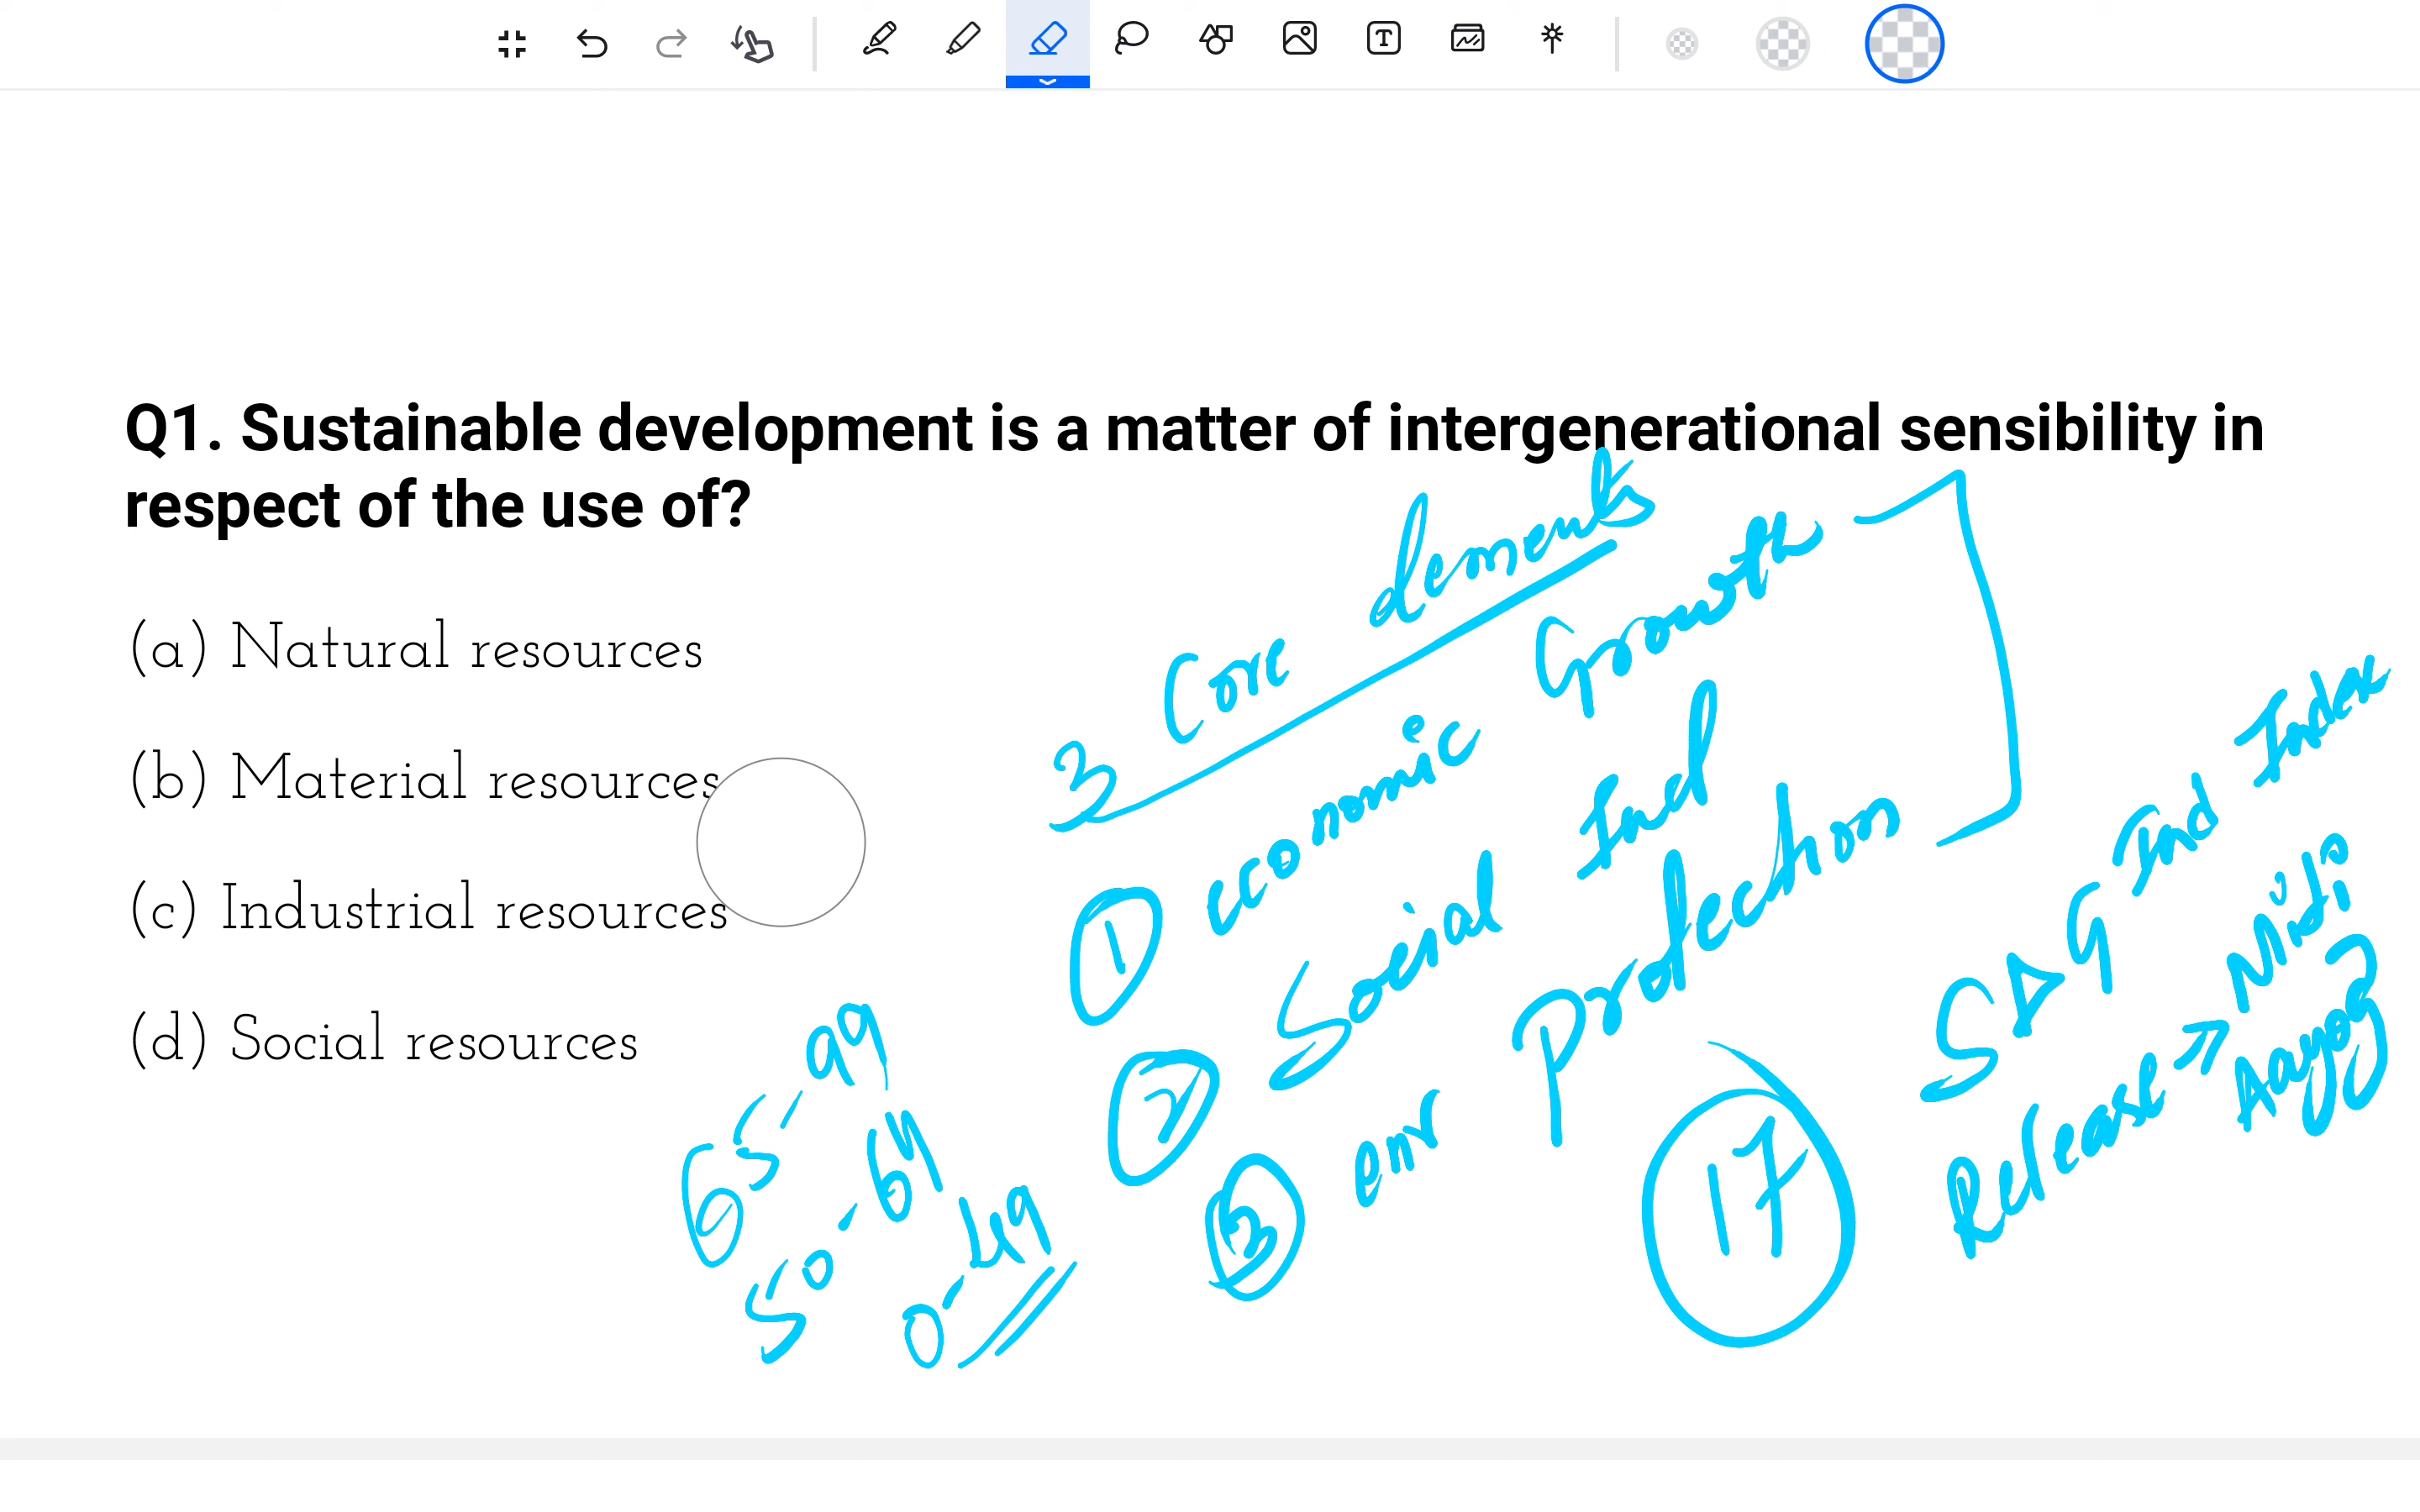 Q1. Sustainable development is a matter of intergenerational sensibility in
respect of the use of?
(a) Natural resources
(b) Material resources
(c) Industrial resources
(d) Social resources
3 Core elements
① economic Growth
② Social Ind
③ env Protection
17
SDG Ind Index
Release → Niti
Aayog
65-99
50-64
0-49